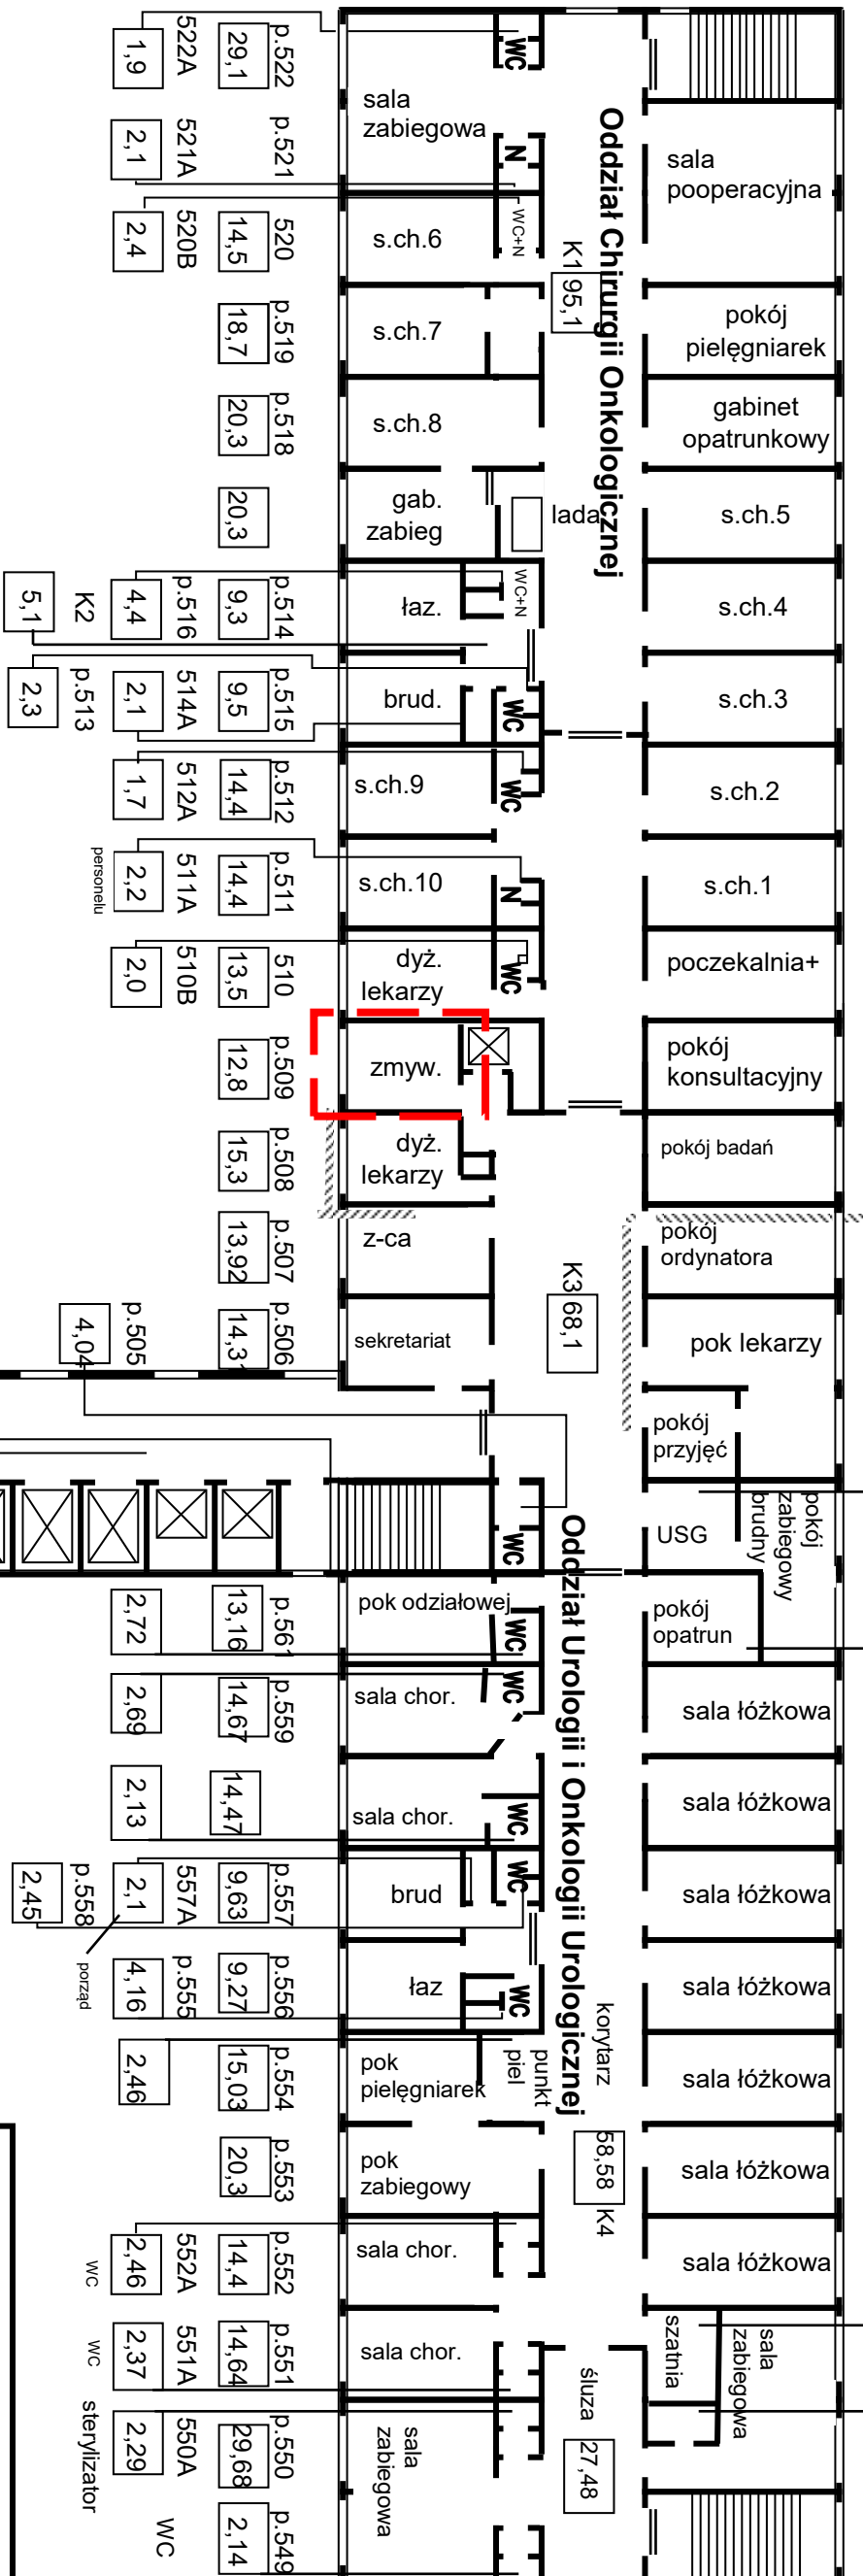 p.522
29,1
522A
1,9
p.521
521A
2,1
520
14,5
520B
2,4
p.519
18,7
p.518
20,3
20,3
p.514
9,3
p.516
4,4
K2
5,1
p.515
9,5
514A
2,1
p.513
2,3
p.512
14,4
512A
1,7
p.511
14,4
511A
2,2
personelu
510
13,5
510B
2,0
p.509
12,8
p.508
15,3
p.507
13,92
p.506
14,31
p.505
4,04
WC
sala
zabiegowa
N
WC+N
s.ch.6
s.ch.7
s.ch.8
gab.
zabieg
lada
łaz.
WC+N
brud.
WC
s.ch.9
WC
s.ch.10
N
dyż.
lekarzy
WC
zmyw.
dyż.
lekarzy
z-ca
sekretariat
Oddział Chirurgii Onkologicznej
K1
95,1
K3
68,1
sala
pooperacyjna
pokój
pielęgniarek
gabinet
opatrunkowy
s.ch.5
s.ch.4
s.ch.3
s.ch.2
s.ch.1
poczekalnia+
pokój
konsultacyjny
pokój badań
pokój
ordynatora
pok lekarzy
pokój
przyjęć
USG
pokój
zabiegowy
brudny
pokój
opatrun
WC
Oddział Urologii i Onkologii Urologicznej
p.561
13,16
2,72
pok odziałowej
WC
p.559
14,67
2,69
sala chor.
WC
14,47
2,13
sala chor.
WC
p.557
9,63
557A
2,1
p.558
2,45
porząd
brud
WC
p.556
9,27
p.555
4,16
łaz
WC
p.554
15,03
2,46
pok
pielęgniarek
punkt
piel
korytarz
p.553
20,3
pok
zabiegowy
58,58
K4
p.552
14,4
552A
2,46
WC
sala chor.
p.551
14,64
551A
2,37
WC
sala chor.
p.550
29,68
550A
2,29
sterylizator
sala
zabiegowa
p.549
2,14
WC
śluza
27,48
sala łóżkowa
sala łóżkowa
sala łóżkowa
sala łóżkowa
sala łóżkowa
sala łóżkowa
sala łóżkowa
szatnia
sala
zabiegowa